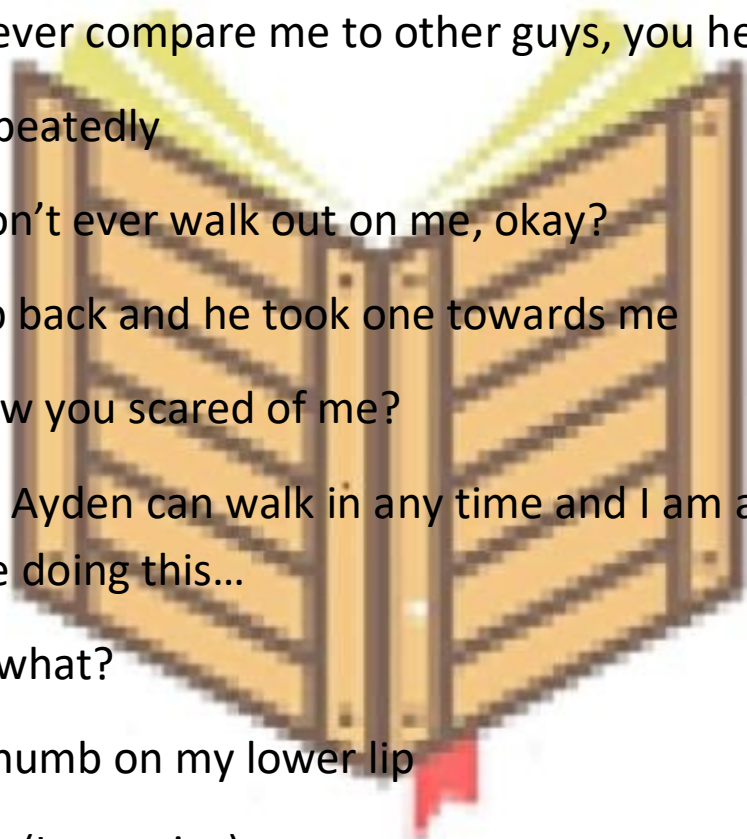 ever compare me to other guys, you he
peatedly
on't ever walk out on me, okay?
p back and he took one towards me
w you scared of me?
Ayden can walk in any time and I am a
e doing this…
what?
humb on my lower lip